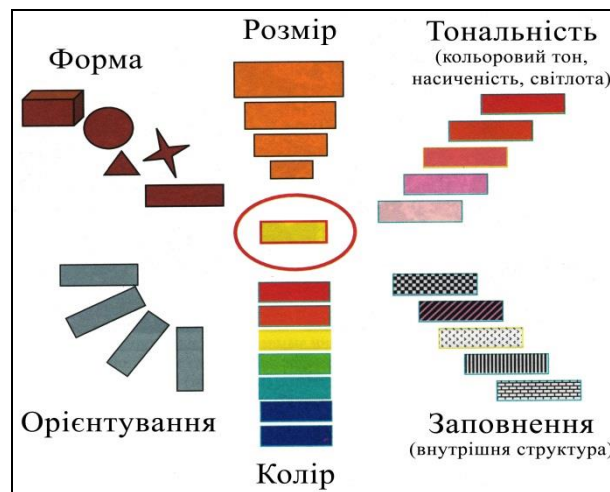 Розмір
Тональність
(кольоровий тон,
насиченість, світлота)
Форма
Орієнтування
Колір
Заповнення
(внутрішня структура)